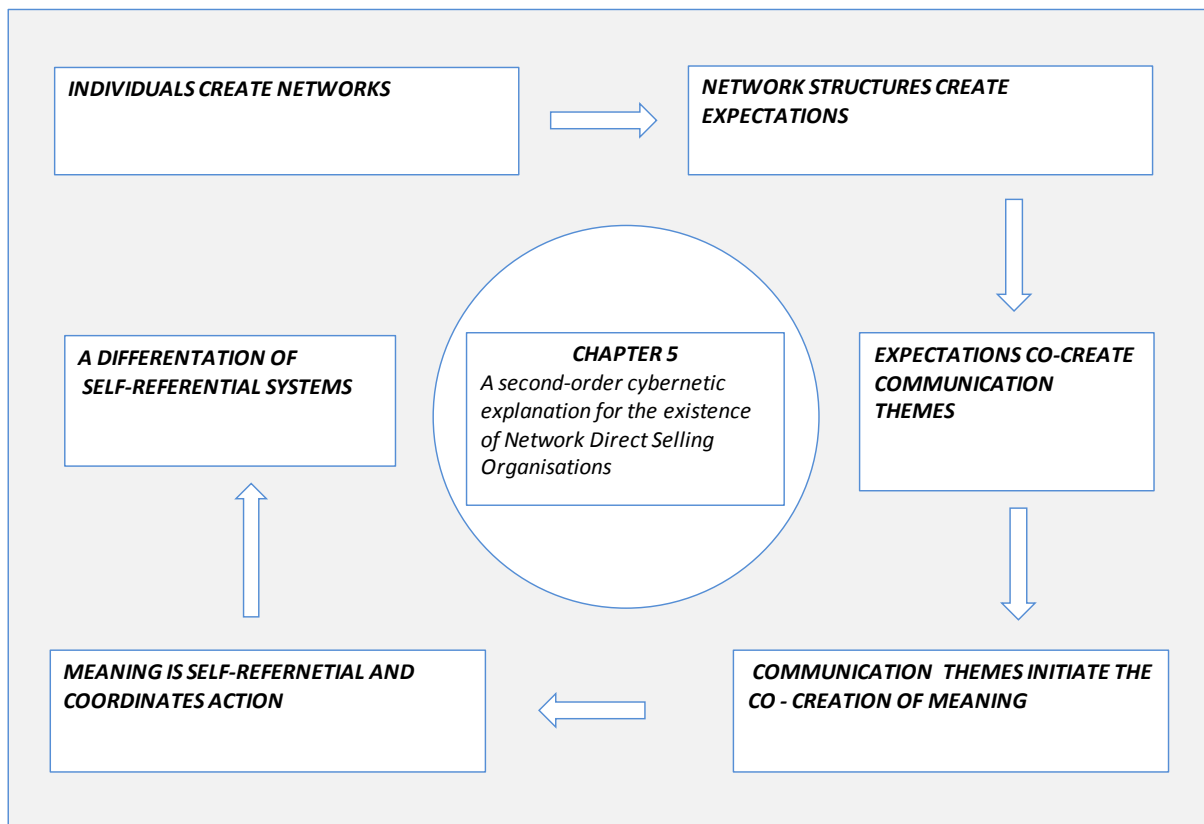 INDIVIDUALS CREATE NETWORKS
NETWORK STRUCTURES CREATE
EXPECTATIONS
EXPECTATIONS CO-CREATE
COMMUNICATION
THEMES
COMMUNICATION THEMES INITIATE THE
CO - CREATION OF MEANING
MEANING IS SELF-REFERNETIAL AND
COORDINATES ACTION
A DIFFERENTATION OF
SELF-REFERENTIAL SYSTEMS
CHAPTER 5
A second-order cybernetic
explanation for the existence
of Network Direct Selling
Organisations